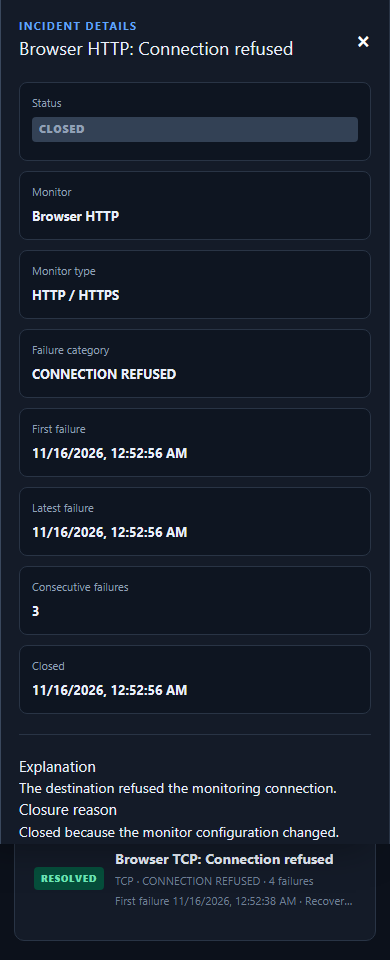 INCIDENT DETAILS
Browser HTTP: Connection refused
×
Status
CLOSED
Monitor
Browser HTTP
Monitor type
HTTP / HTTPS
Failure category
CONNECTION REFUSED
First failure
11/16/2026, 12:52:56 AM
Latest failure
11/16/2026, 12:52:56 AM
Consecutive failures
3
Closed
11/16/2026, 12:52:56 AM
Explanation
The destination refused the monitoring connection.
Closure reason
Closed because the monitor configuration changed.
Browser TCP: Connection refused
RESOLVED
TCP · CONNECTION REFUSED · 4 failures
First failure 11/16/2026, 12:52:38 AM · Recover...